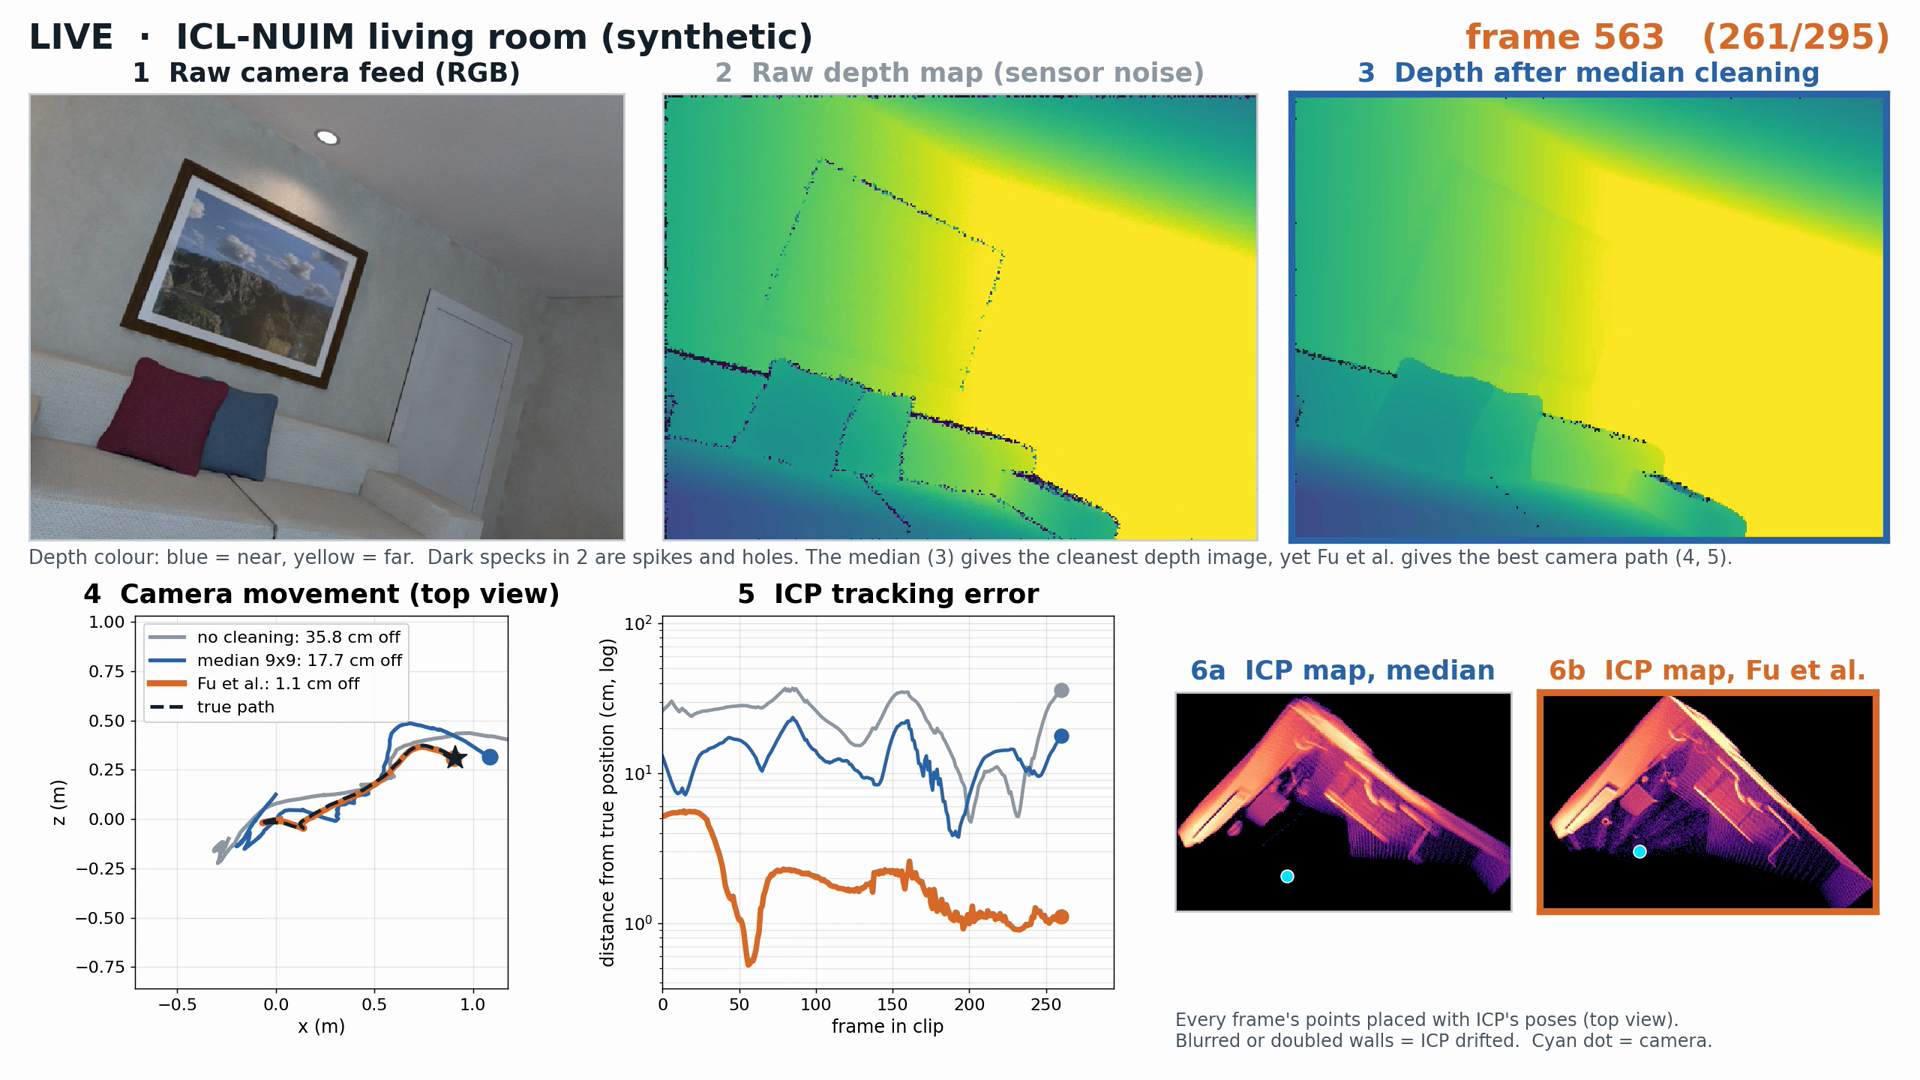 LIVE · ICL-NUIM living room (synthetic)
frame 563 (261/295)
1 Raw camera feed (RGB)
2 Raw depth map (sensor noise)
3 Depth after median cleaning
Depth colour: blue = near, yellow = far. Dark specks in 2 are spikes and holes. The median (3) gives the cleanest depth image, yet Fu et al. gives the best camera path (4, 5).
4 Camera movement (top view)
no cleaning: 35.8 cm off
median 9x9: 17.7 cm off
Fu et al.: 1.1 cm off
true path
1.00
0.75
0.50
0.25
0.00
−0.25
−0.50
−0.75
z (m)
−0.5
0.0
0.5
1.0
x (m)
5 ICP tracking error
10²
10¹
10⁰
distance from true position (cm, log)
0
50
100
150
200
250
frame in clip
6a ICP map, median
6b ICP map, Fu et al.
Every frame's points placed with ICP's poses (top view).
Blurred or doubled walls = ICP drifted. Cyan dot = camera.